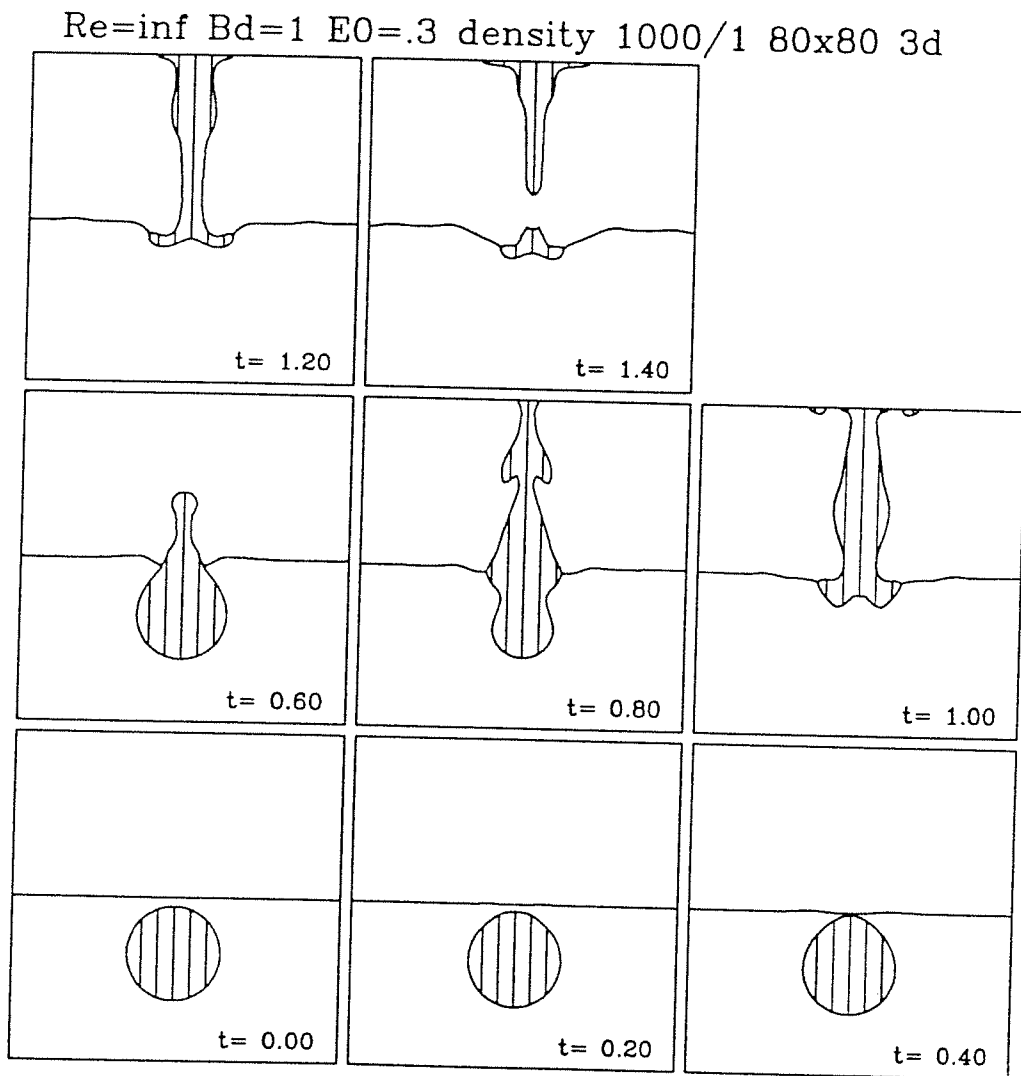 Re=inf Bd=1 E0=.3 density 1000/1 80x80 3d
t= 1.20
t= 1.40
t= 0.60
t= 0.80
t= 1.00
t= 0.00
t= 0.20
t= 0.40